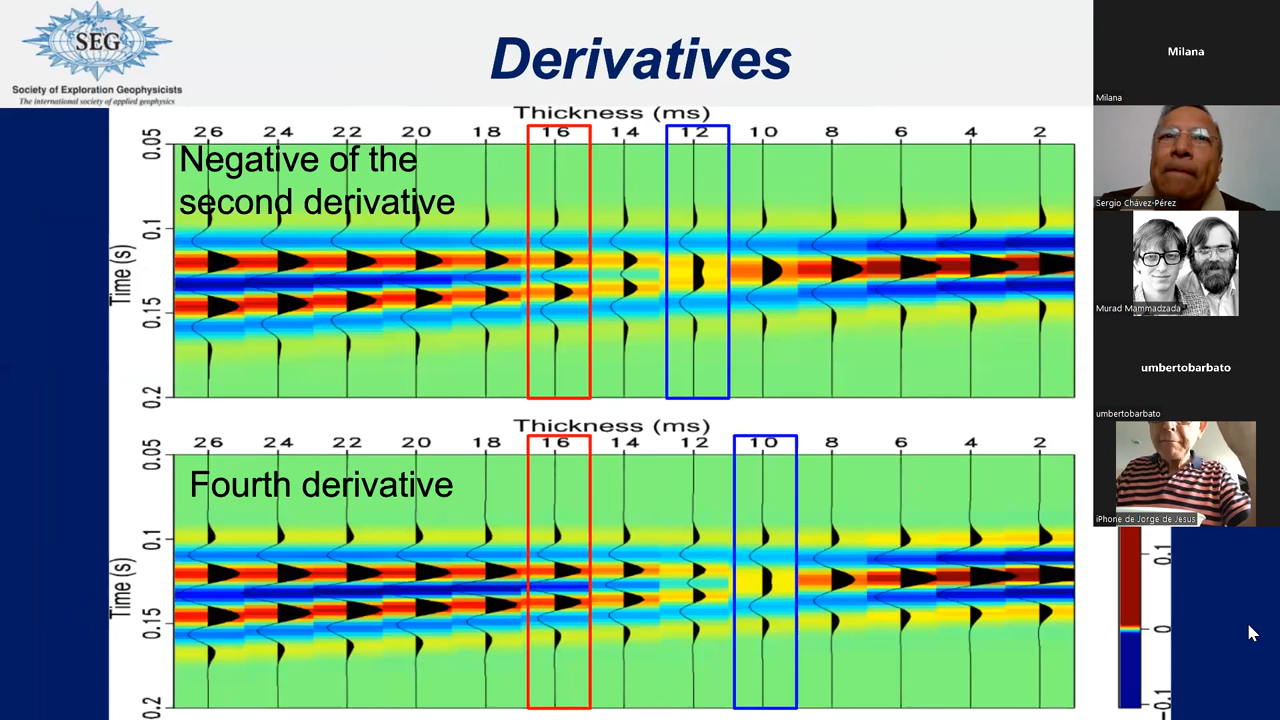 SEG
Society of Exploration Geophysicists
The international society of applied geophysics
Derivatives
Thickness (ms)
26 24 22 20 18 16 14 12 10 8 6 4 2
Negative of the
second derivative
Time (s)
0.05
0.1
0.15
0.2
Thickness (ms)
26 24 22 20 18 16 14 12 10 8 6 4 2
Fourth derivative
Time (s)
0.05
0.1
0.15
0.2
Milana
Milana
Sergio Chávez-Pérez
Murad Mammadzada
umbertobarbato
umbertobarbato
iPhone de Jorge de Jesus
0.1
0
-0.1